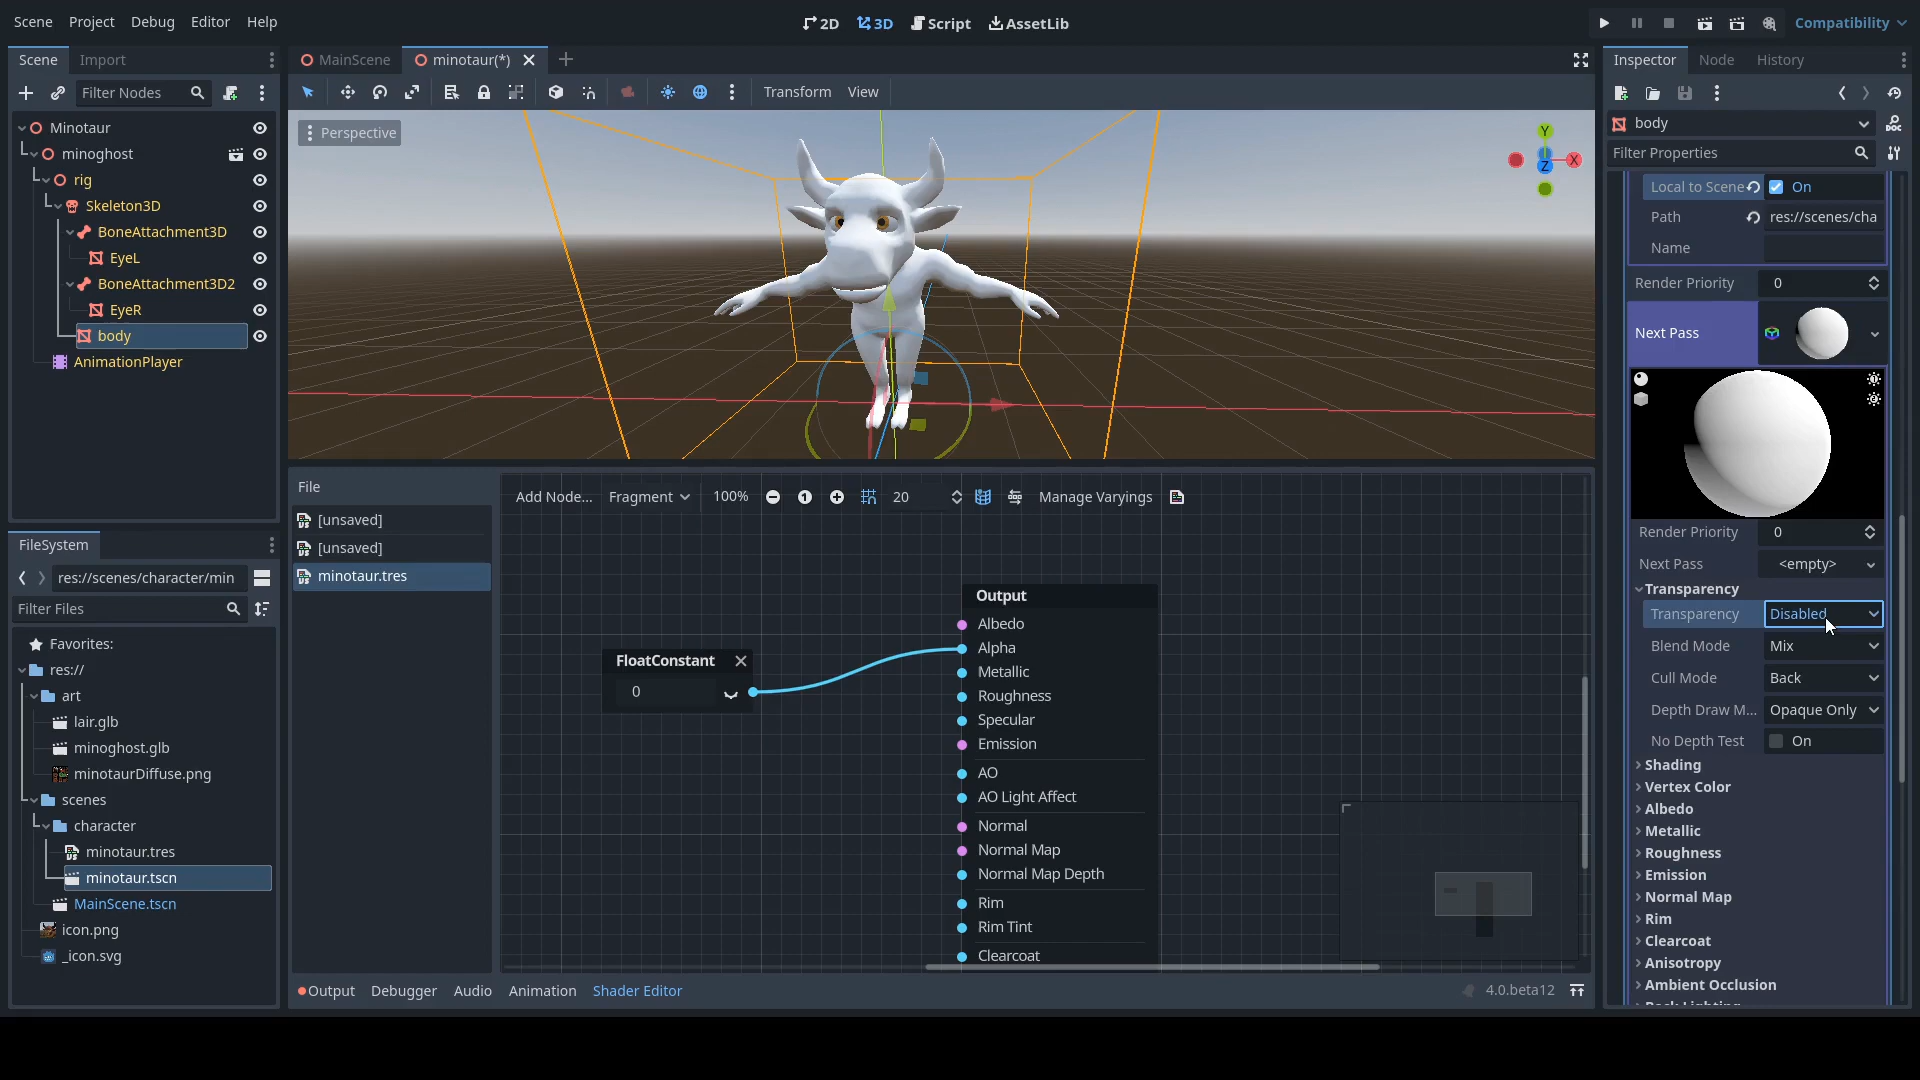 Scene Project Debug Editor Help
2D 3D Script AssetLib
Compatibility
Scene Import
Filter Nodes
Minotaur
minoghost
rig
Skeleton3D
BoneAttachment3D
EyeL
BoneAttachment3D2
EyeR
body
AnimationPlayer
FileSystem
res://scenes/character/min
Filter Files
Favorites:
res://
art
lair.glb
minoghost.glb
minotaurDiffuse.png
scenes
character
minotaur.tres
minotaur.tscn
MainScene.tscn
icon.png
_icon.svg
MainScene minotaur(*)
Transform View
Perspective
Y
X
Z
File
[unsaved]
[unsaved]
minotaur.tres
Add Node... Fragment 100% 20 Manage Varyings
FloatConstant
0
Output
Albedo
Alpha
Metallic
Roughness
Specular
Emission
AO
AO Light Affect
Normal
Normal Map
Normal Map Depth
Rim
Rim Tint
Clearcoat
Output Debugger Audio Animation Shader Editor 4.0.beta12
Inspector Node History
body
Filter Properties
Local to Scene On
Path res://scenes/cha
Name
Render Priority 0
Next Pass
Render Priority 0
Next Pass <empty>
Transparency
Transparency Disabled
Blend Mode Mix
Cull Mode Back
Depth Draw M... Opaque Only
No Depth Test On
Shading
Vertex Color
Albedo
Metallic
Roughness
Emission
Normal Map
Rim
Clearcoat
Anisotropy
Ambient Occlusion